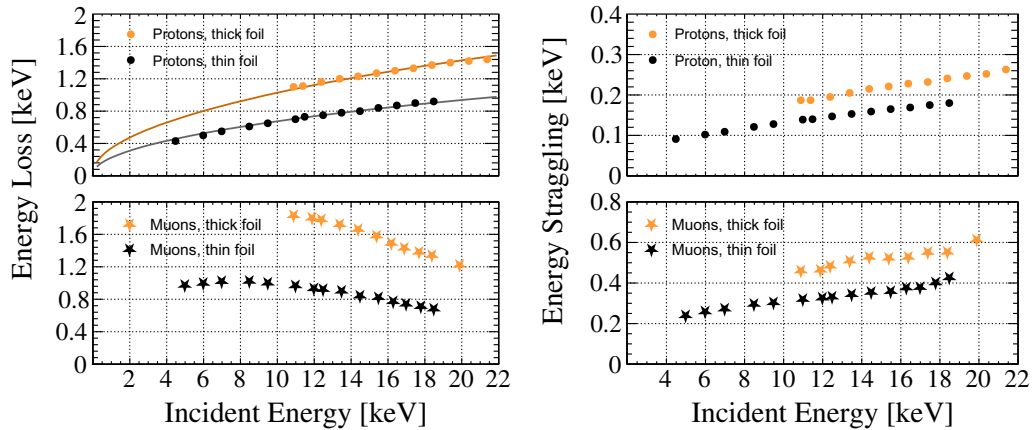 Energy Loss [keV]
2
1.6
1.2
0.8
0.4
0
Protons, thick foil
Protons, thin foil
2
1.6
1.2
0.8
0.4
0
Muons, thick foil
Muons, thin foil
2 4 6 8 10 12 14 16 18 20 22
Incident Energy [keV]
Energy Straggling [keV]
0.4
0.3
0.2
0.1
0
Protons, thick foil
Proton, thin foil
0.8
0.6
0.4
0.2
0
Muons, thick foil
Muons, thin foil
4 6 8 10 12 14 16 18 20 22
Incident Energy [keV]